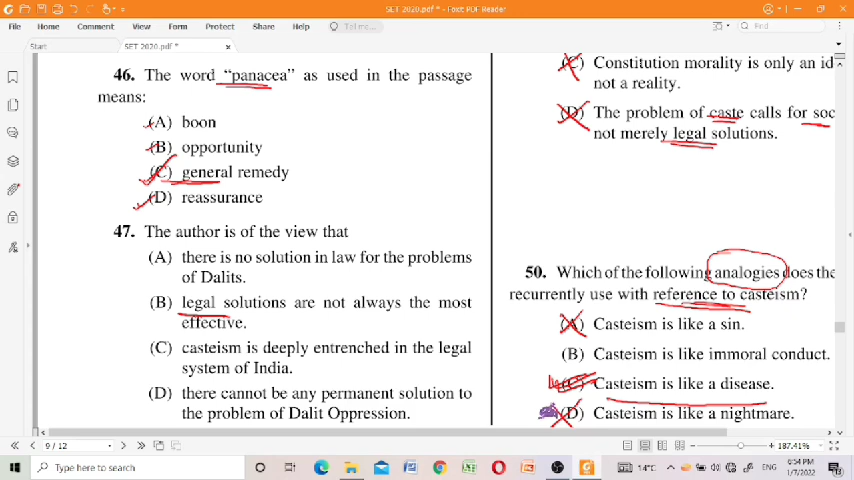 SET 2020.pdf * - Foxit PDF Reader
File
Home
Comment
View
Form
Protect
Share
Help
Tell me...
Find
Start
SET 2020.pdf *
46. The word “panacea” as used in the passage
means:
(A) boon
(B) opportunity
(C) general remedy
(D) reassurance
47. The author is of the view that
(A) there is no solution in law for the problems
of Dalits.
(B) legal solutions are not always the most
effective.
(C) casteism is deeply entrenched in the legal
system of India.
(D) there cannot be any permanent solution to
the problem of Dalit Oppression.
(C) Constitution morality is only an id
not a reality.
(D) The problem of caste calls for soc
not merely legal solutions.
50. Which of the following analogies does the
recurrently use with reference to casteism?
(A) Casteism is like a sin.
(B) Casteism is like immoral conduct.
(C) Casteism is like a disease.
(D) Casteism is like a nightmare.
9 / 12
187.41%
Type here to search
14°C
ENG
6:54 PM
1/7/2022